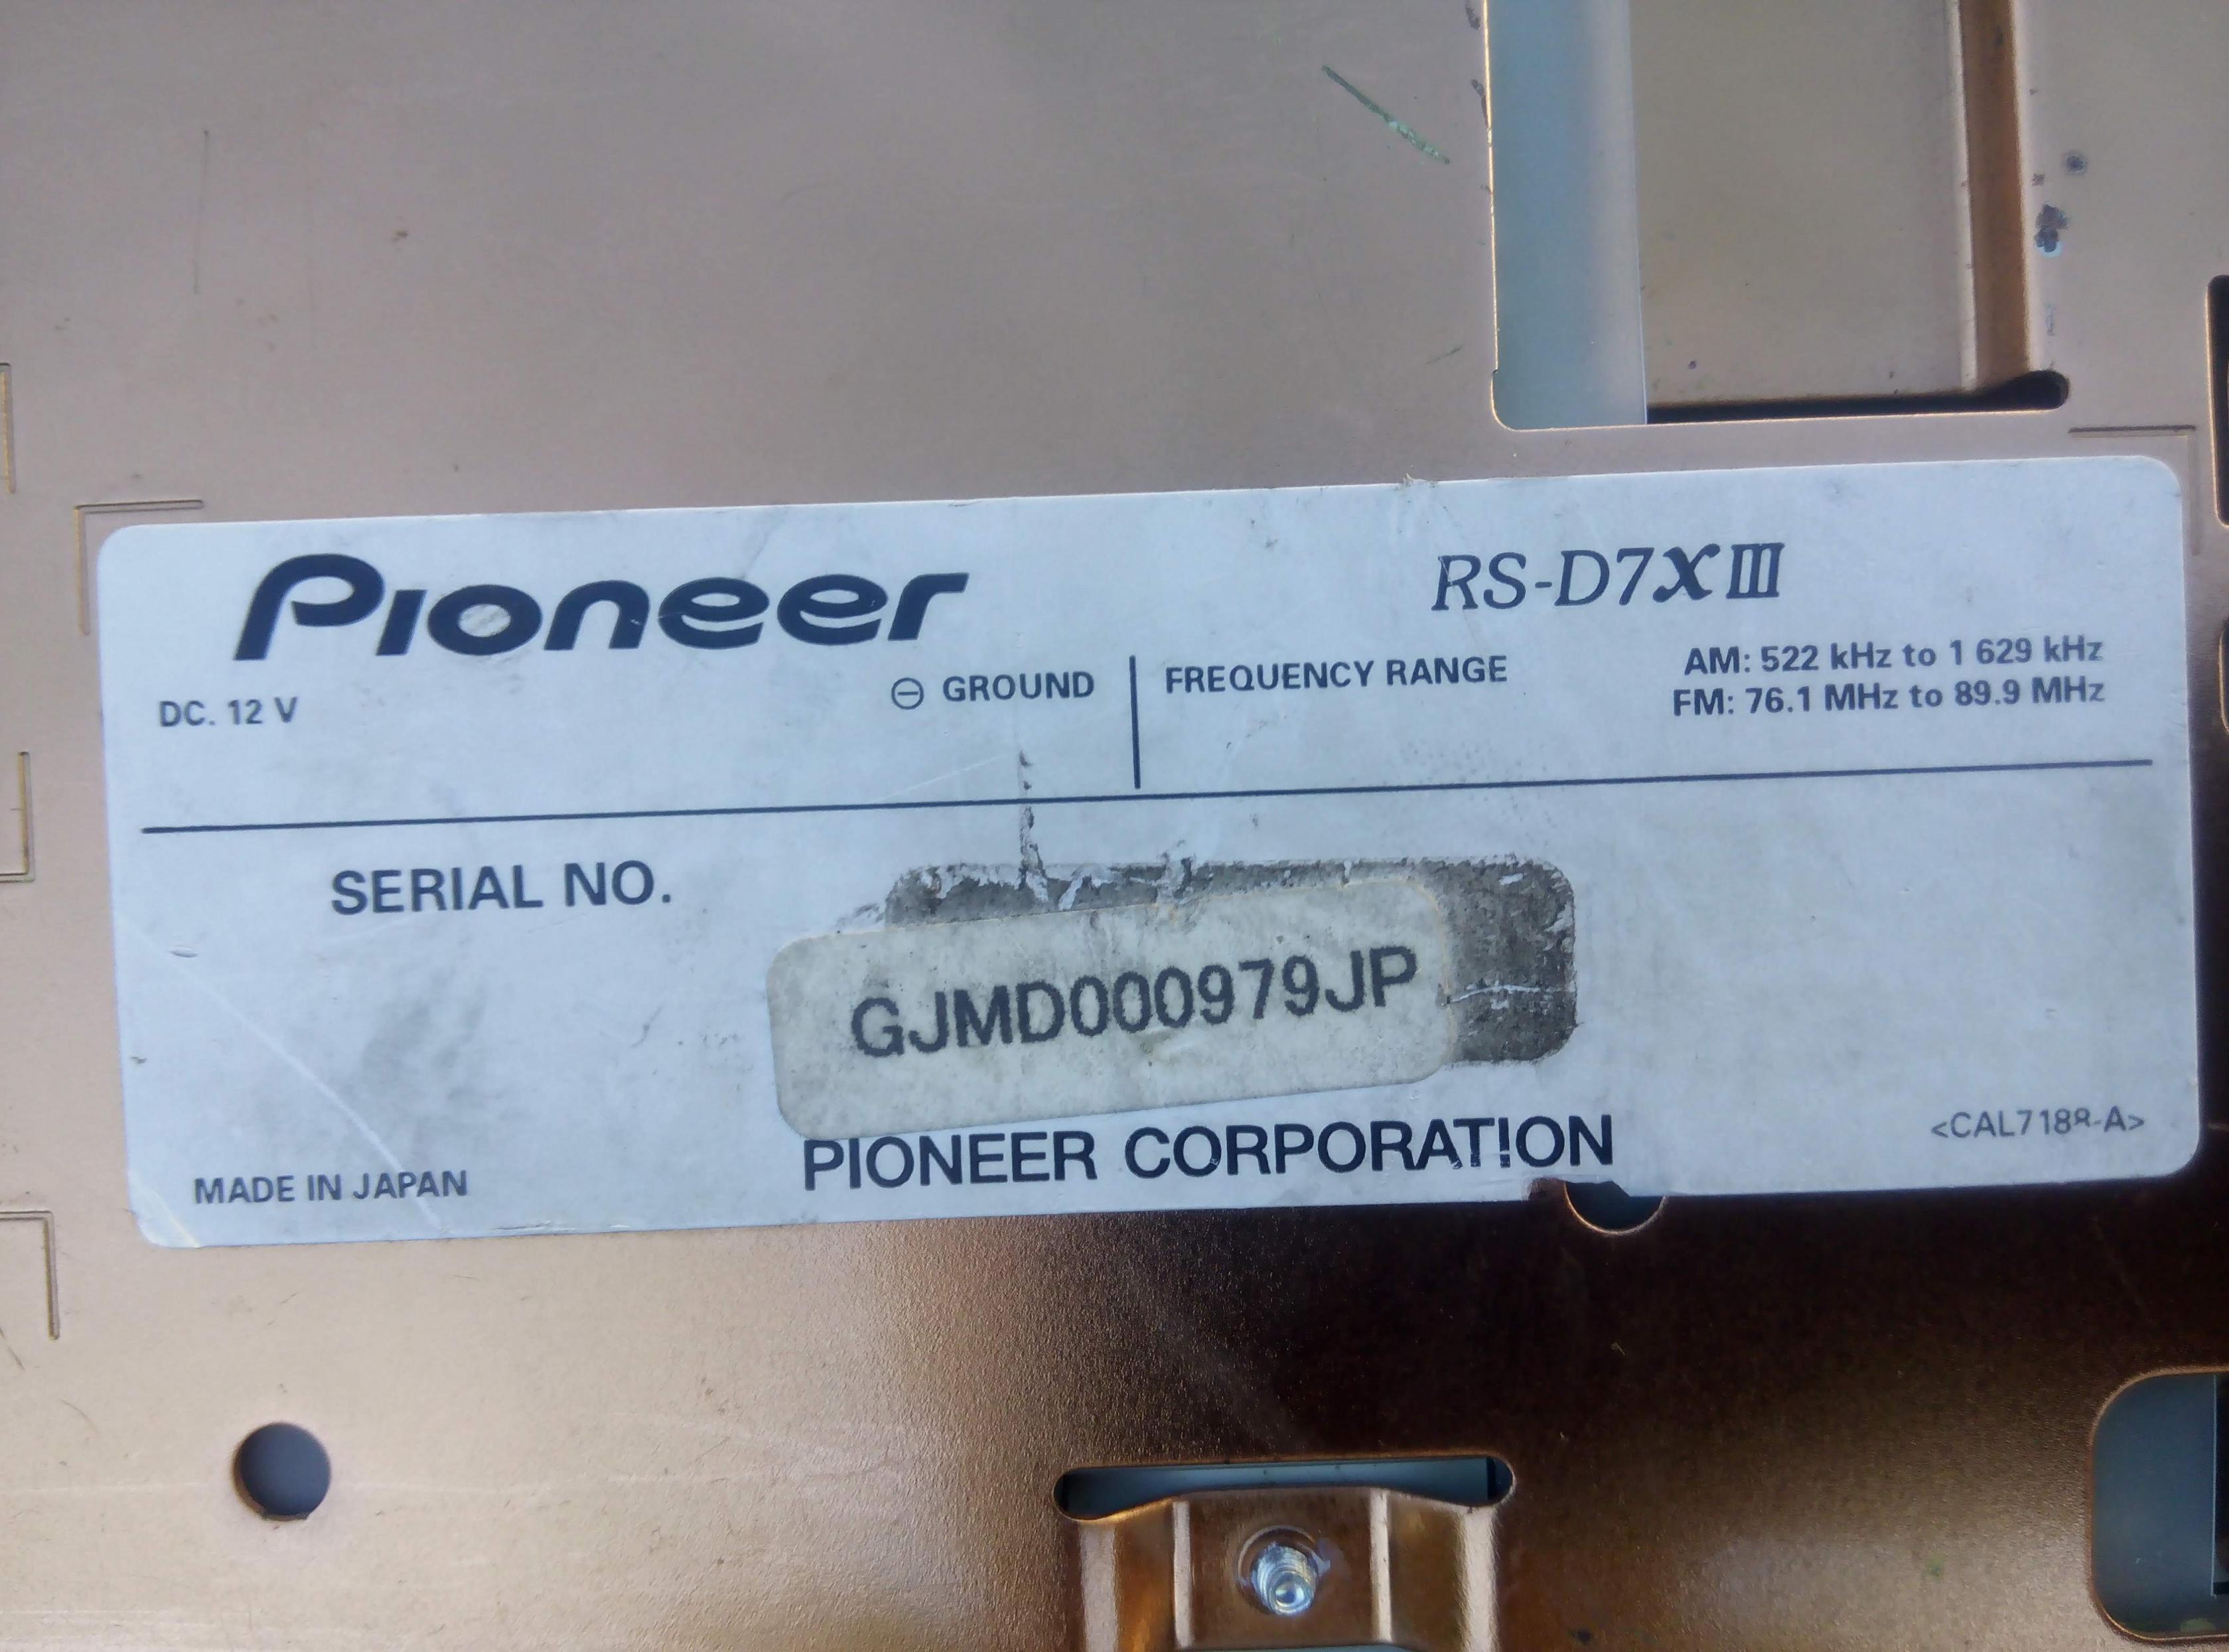 Pioneer
RS-D7XIII
DC. 12 V
⊖ GROUND
FREQUENCY RANGE
AM: 522 kHz to 1 629 kHz
FM: 76.1 MHz to 89.9 MHz
SERIAL NO.
GJMD000979JP
PIONEER CORPORATION
MADE IN JAPAN
<CAL7188-A>